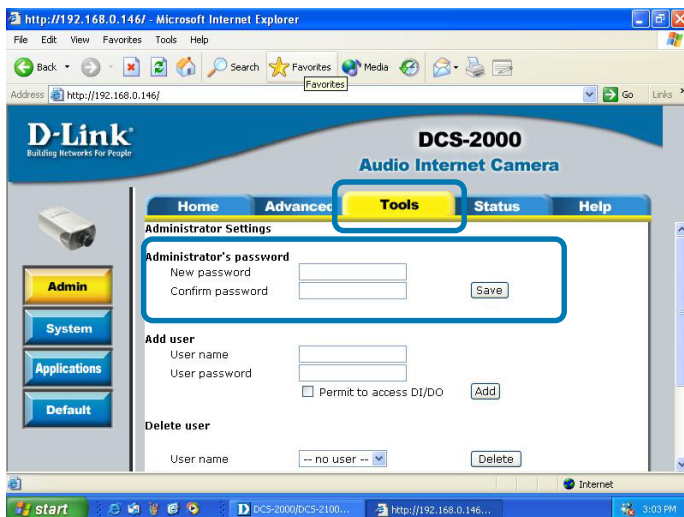 http://192.168.0.146/ - Microsoft Internet Explorer
File Edit View Favorites Tools Help
Back Search Favorites Media
Favorites
Address http://192.168.0.146/ Go Links »
D-Link
Building Networks For People
DCS-2000
Audio Internet Camera
Home Advanced Tools Status Help
Administrator Settings
Administrator's password
New password
Confirm password Save
Admin
System
Applications
Default
Add user
User name
User password
Permit to access DI/DO Add
Delete user
User name -- no user -- Delete
Internet
start DCS-2000/DCS-2100... http://192.168.0.146... 3:03 PM